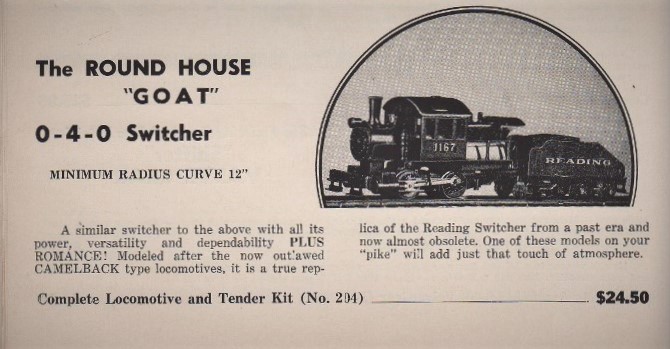 The ROUND HOUSE
"GOAT"
0-4-0 Switcher
MINIMUM RADIUS CURVE 12"
1167
READING
A similar switcher to the above with all its
power, versatility and dependability PLUS
ROMANCE! Modeled after the now out'awed
CAMELBACK type locomotives, it is a true rep-
lica of the Reading Switcher from a past era and
now almost obsolete. One of these models on your
"pike" will add just that touch of atmosphere.
Complete Locomotive and Tender Kit (No. 204) $24.50